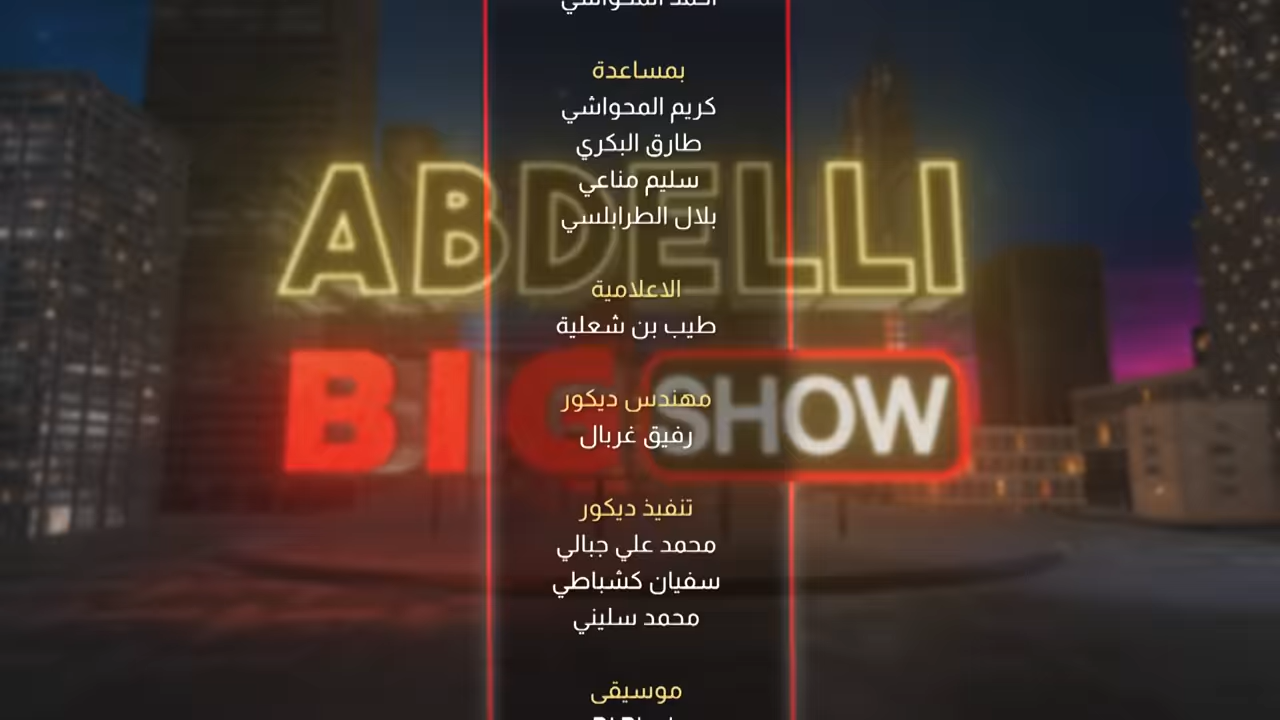 بمساعدة
كريم المحواشي
طارق البكري
سليم مناعي
بلال الطرابلسي
ABDELLI
الاعلامية
طيب بن شعلية
BIG SHOW
مهندس ديكور
رفيق غربال
تنفيذ ديكور
محمد علي جبالي
سفيان كشباطي
محمد سليني
موسيقى